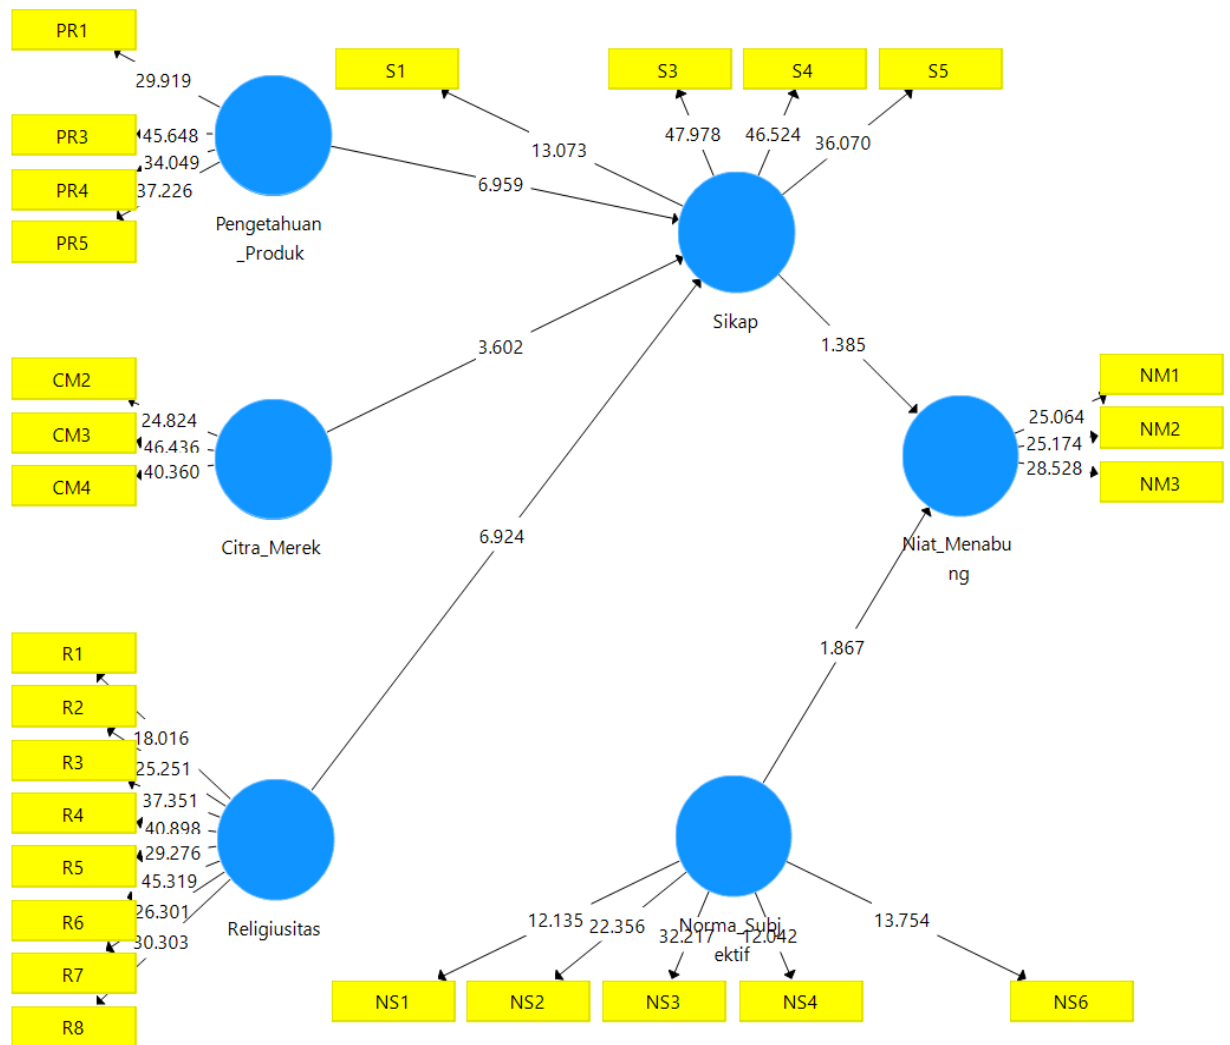 PR1
29.919
PR3
45.648
34.049
PR4
37.226
PR5
Pengetahuan
_Produk
S1
S3
S4
S5
13.073
47.978
46.524
36.070
6.959
Sikap
3.602
1.385
CM2
24.824
CM3
46.436
CM4
40.360
Citra_Merek
NM1
25.064
NM2
25.174
28.528
NM3
Niat_Menabu
ng
6.924
1.867
R1
R2
18.016
R3
25.251
37.351
R4
40.898
29.276
R5
45.319
26.301
R6
30.303
R7
R8
Religiusitas
Norma_Subj
ektif
12.135
22.356
32.217
12.042
13.754
NS1
NS2
NS3
NS4
NS6